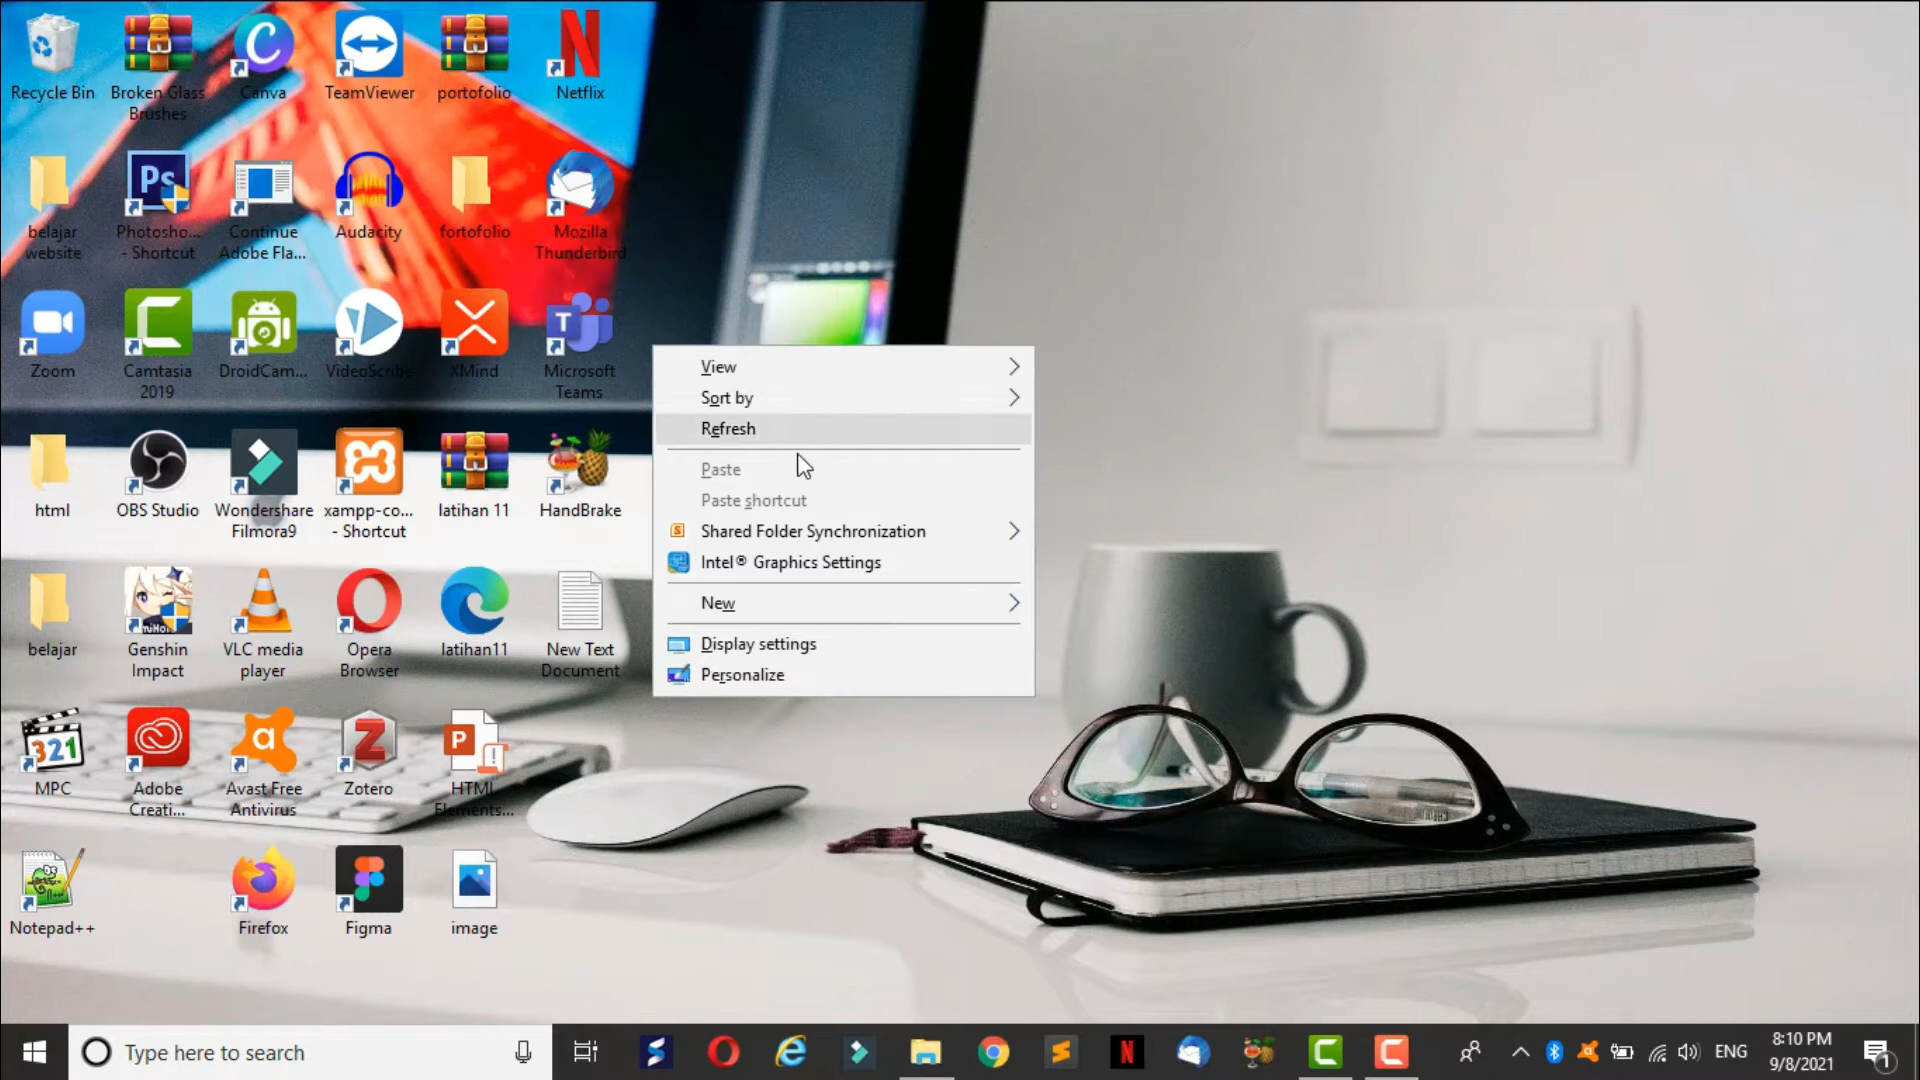 Recycle Bin
Broken Glass
Brushes
Canva
TeamViewer
portofolio
Netflix
belajar
website
Photosho...
- Shortcut
Continue
Adobe Fla...
Audacity
fortofolio
Mozilla
Thunderbird
Zoom
Camtasia
2019
DroidCam...
VideoScribe
XMind
Microsoft
Teams
html
OBS Studio
Wondershare
Filmora9
xampp-co...
- Shortcut
latihan 11
HandBrake
belajar
Genshin
Impact
VLC media
player
Opera
Browser
latihan11
New Text
Document
MPC
Adobe
Creati...
Avast Free
Antivirus
Zotero
HTML
Elements...
Notepad++
Firefox
Figma
image
View
Sort by
Refresh
Paste
Paste shortcut
Shared Folder Synchronization
Intel® Graphics Settings
New
Display settings
Personalize
Type here to search
ENG
8:10 PM
9/8/2021
1
Ps
321
T
P